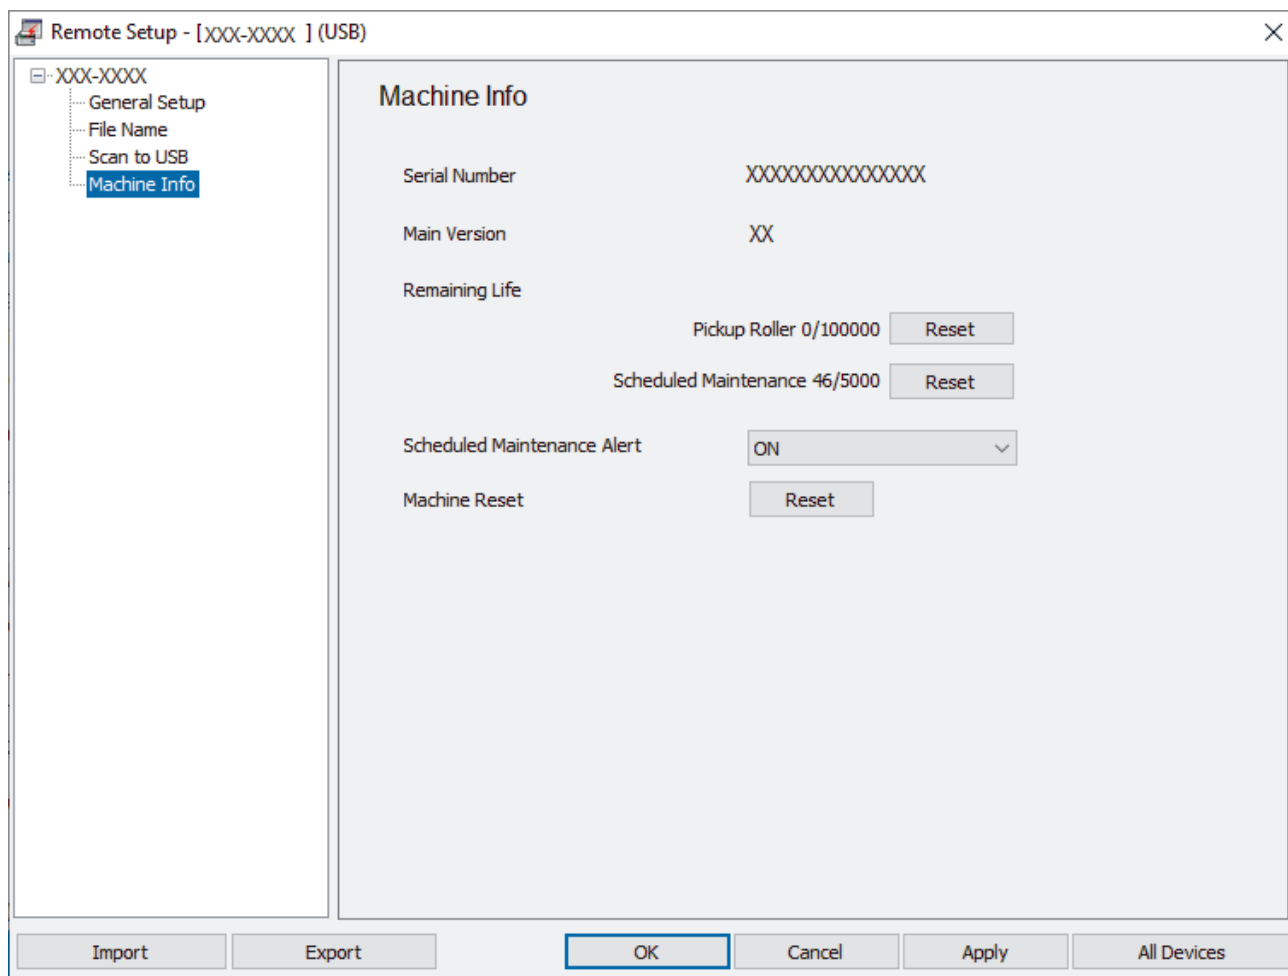 Remote Setup - [ XXX-XXXX ] (USB)
XXX-XXXX
General Setup
File Name
Scan to USB
Machine Info
Machine Info
Serial Number XXXXXXXXXXXXXXX
Main Version XX
Remaining Life
Pickup Roller 0/100000 Reset
Scheduled Maintenance 46/5000 Reset
Scheduled Maintenance Alert ON
Machine Reset Reset
Import Export OK Cancel Apply All Devices